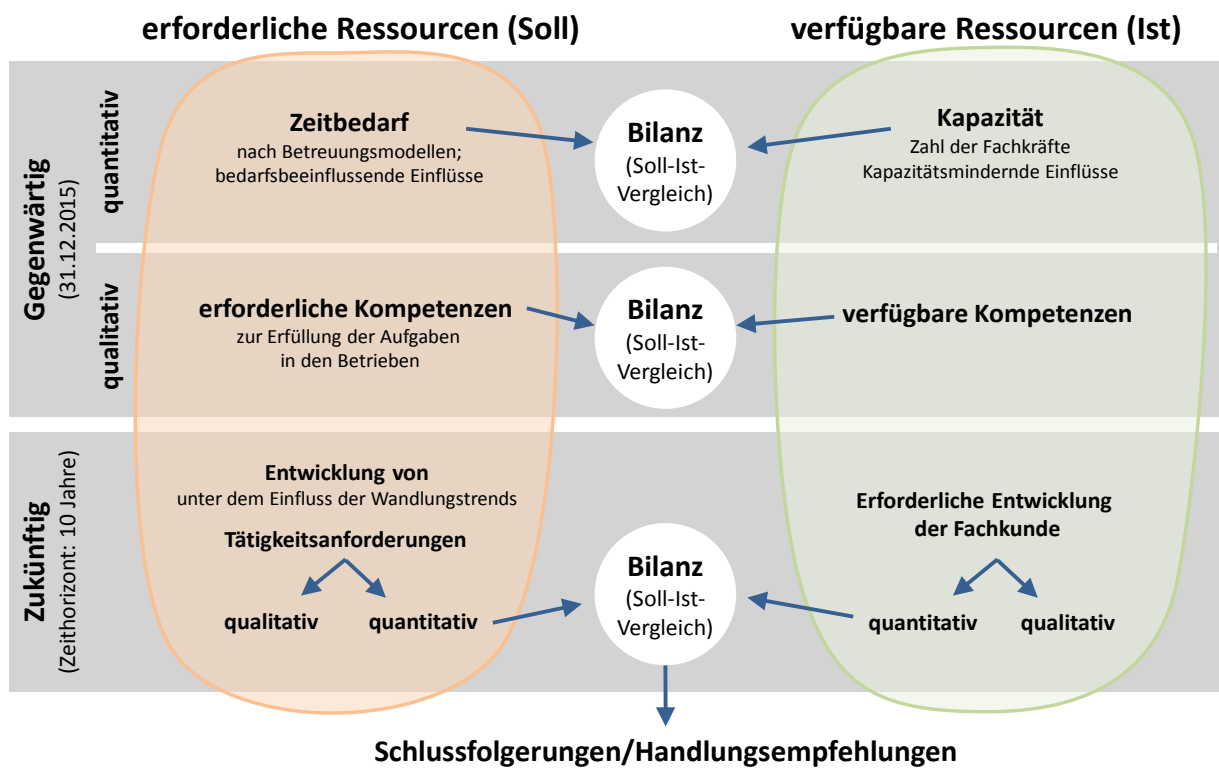 erforderliche Ressourcen (Soll)
verfügbare Ressourcen (Ist)
Gegenwärtig
(31.12.2015)
quantitativ
Zeitbedarf
nach Betreuungsmodellen;
bedarfsbeeinflussende Einflüsse
Bilanz
(Soll-Ist-
Vergleich)
Kapazität
Zahl der Fachkräfte
Kapazitätsmindernde Einflüsse
qualitativ
erforderliche Kompetenzen
zur Erfüllung der Aufgaben
in den Betrieben
Bilanz
(Soll-Ist-
Vergleich)
verfügbare Kompetenzen
Zukünftig
(Zeithorizont: 10 Jahre)
Entwicklung von
unter dem Einfluss der Wandlungstrends
Tätigkeitsanforderungen
qualitativ
quantitativ
Bilanz
(Soll-Ist-
Vergleich)
Erforderliche Entwicklung
der Fachkunde
quantitativ
qualitativ
Schlussfolgerungen/Handlungsempfehlungen